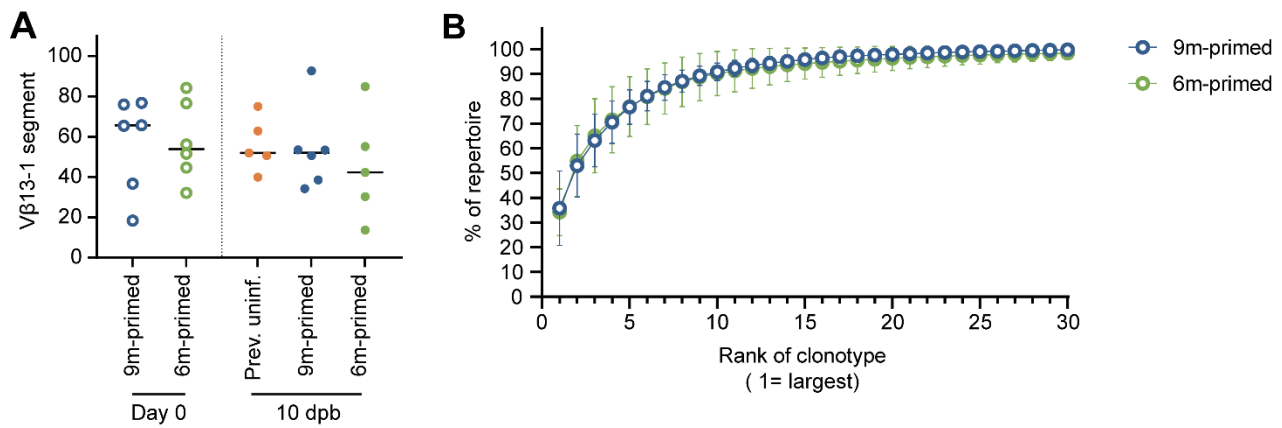 A
Vβ13-1 segment
100
80
60
40
20
0
9m-primed
6m-primed
Prev. uninf.
9m-primed
6m-primed
Day 0
10 dpb
B
% of repertoire
100
90
80
70
60
50
40
30
20
10
0
0 5 10 15 20 25 30
Rank of clonotype
( 1= largest)
9m-primed
6m-primed